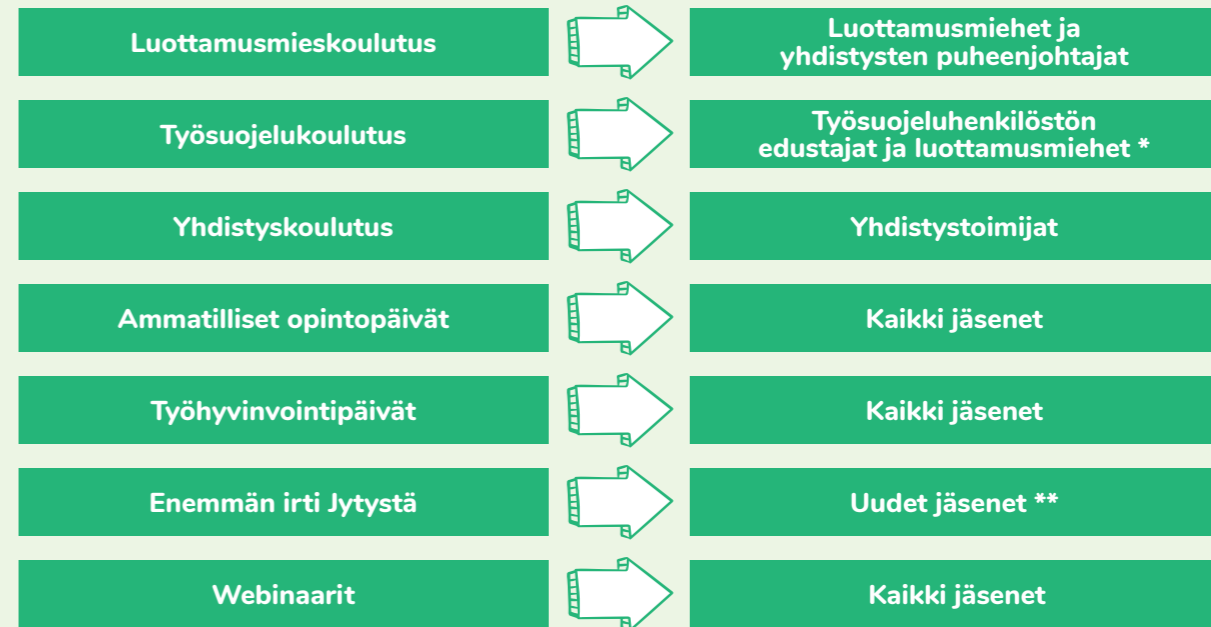 Luottamusmieskoulutus
Luottamusmiehet ja
yhdistysten puheenjohtajat
Työsuojelukoulutus
Työsuojeluhenkilöstön
edustajat ja luottamusmiehet *
Yhdistyskoulutus
Yhdistystoimijat
Ammatilliset opintopäivät
Kaikki jäsenet
Työhyvinvointipäivät
Kaikki jäsenet
Enemmän irti Jytystä
Uudet jäsenet **
Webinaarit
Kaikki jäsenet